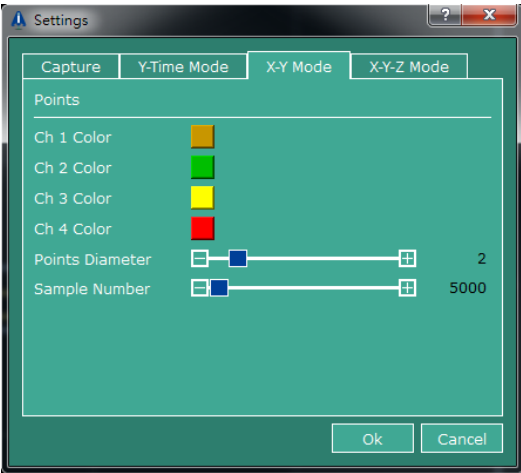 Settings
?
x
Capture Y-Time Mode X-Y Mode X-Y-Z Mode
Points
Ch 1 Color
Ch 2 Color
Ch 3 Color
Ch 4 Color
Points Diameter 2
Sample Number 5000
Ok Cancel